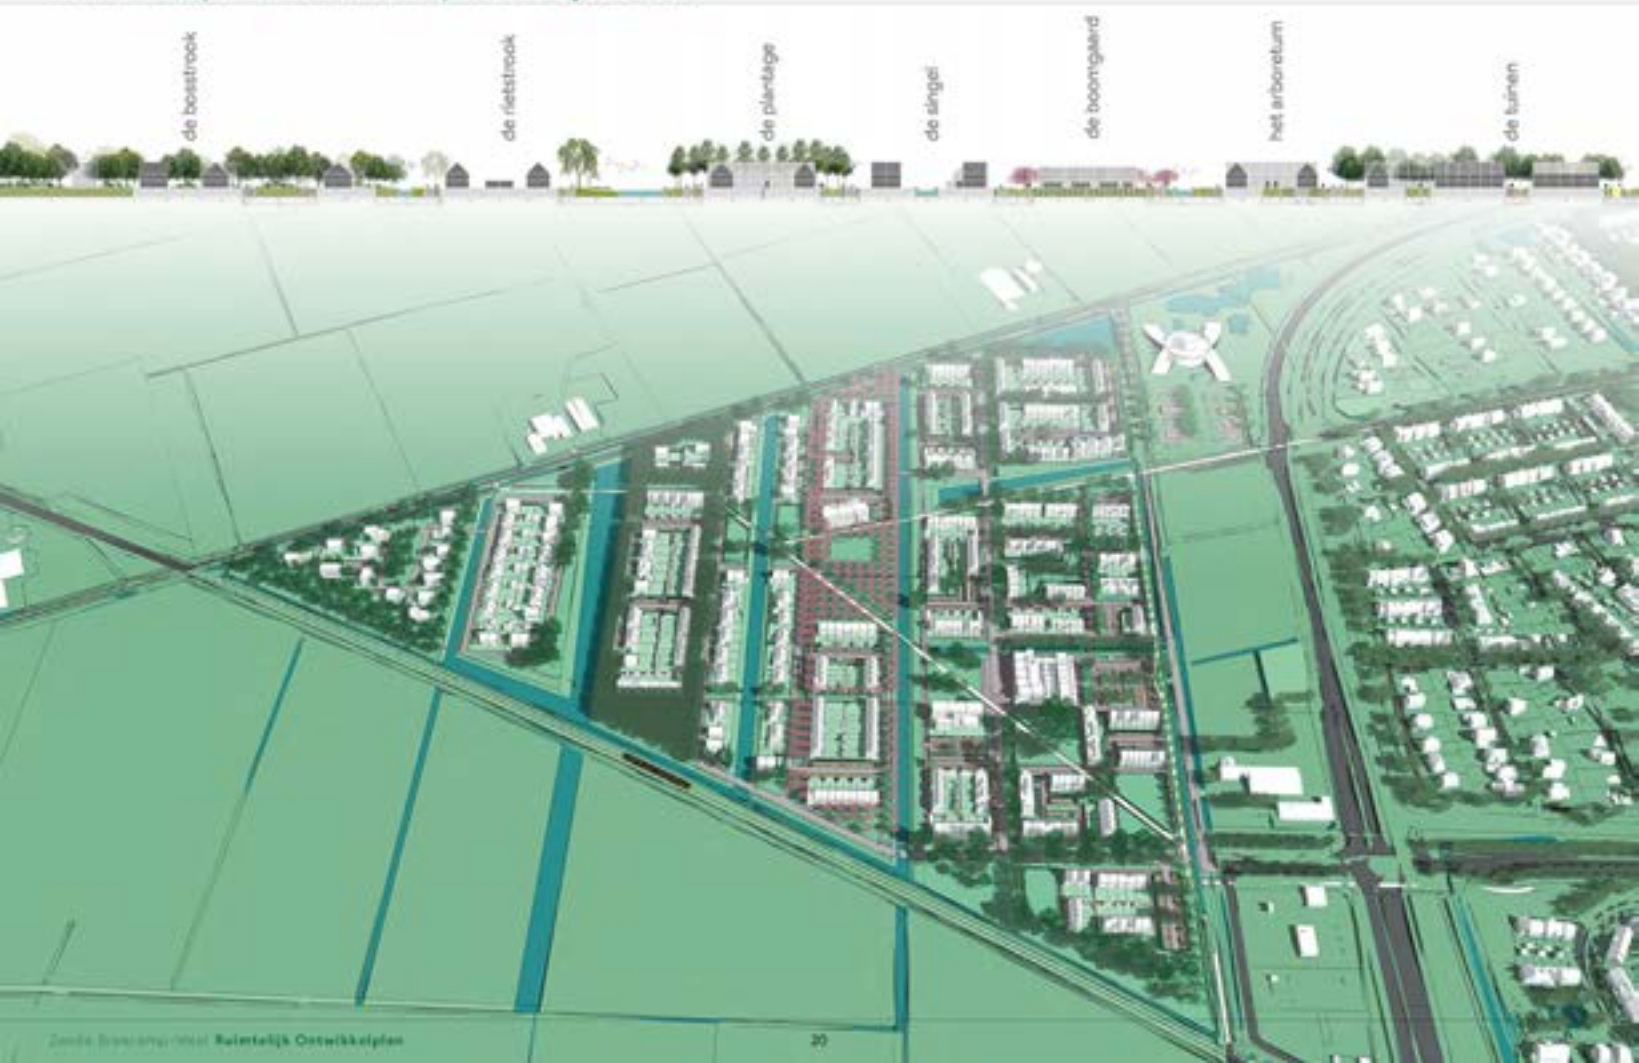 de bosstrook
de rietstrook
de plantage
de singel
de boomgaard
het arboretum
de tuinen
Ruimtelijk Ontwikkelplan
20